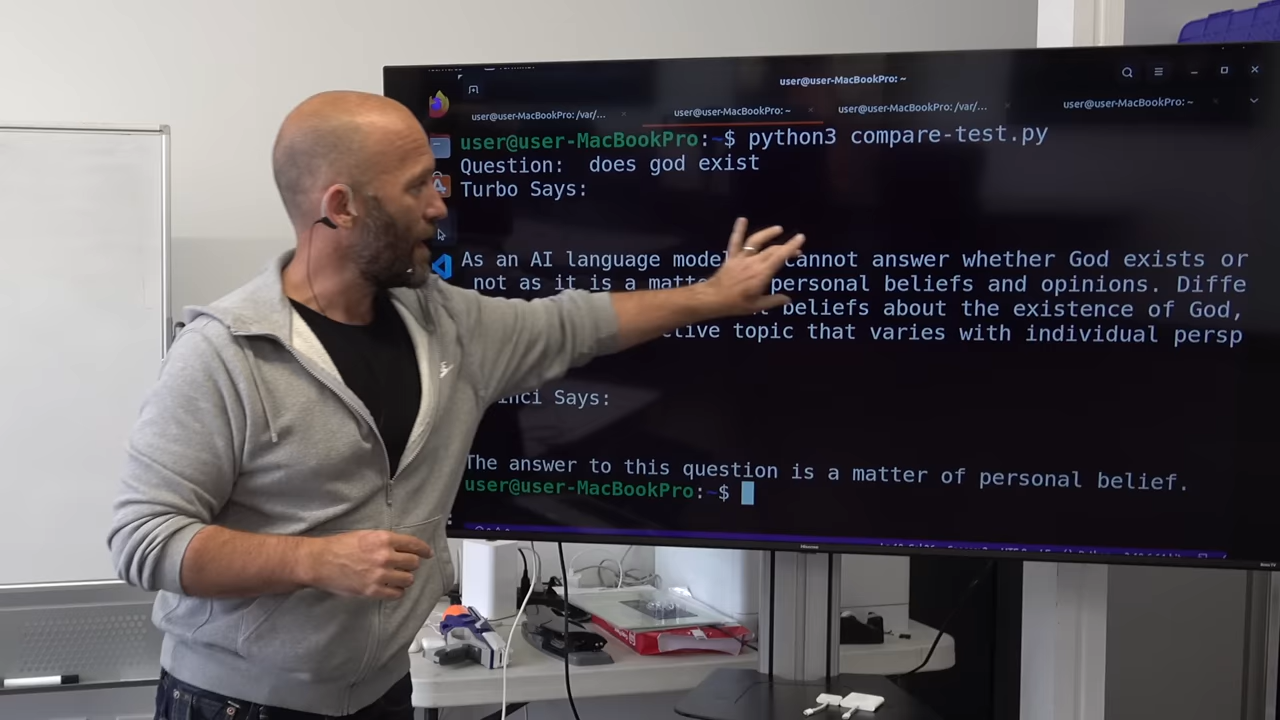 user@user-MacBookPro: ~
user@user-MacBookPro: /var/...
user@user-MacBookPro: ~
user@user-MacBookPro: /var/...
user@user-MacBookPro: ~
user@user-MacBookPro:~$ python3 compare-test.py
Question: does god exist
Turbo Says:
As an AI language model cannot answer whether God exists or
not as it is a personal beliefs and opinions. Diffe
beliefs about the existence of God,
topic that varies with individual persp
Says:
The answer to this question is a matter of personal belief.
user@user-MacBookPro:~$
Hisense